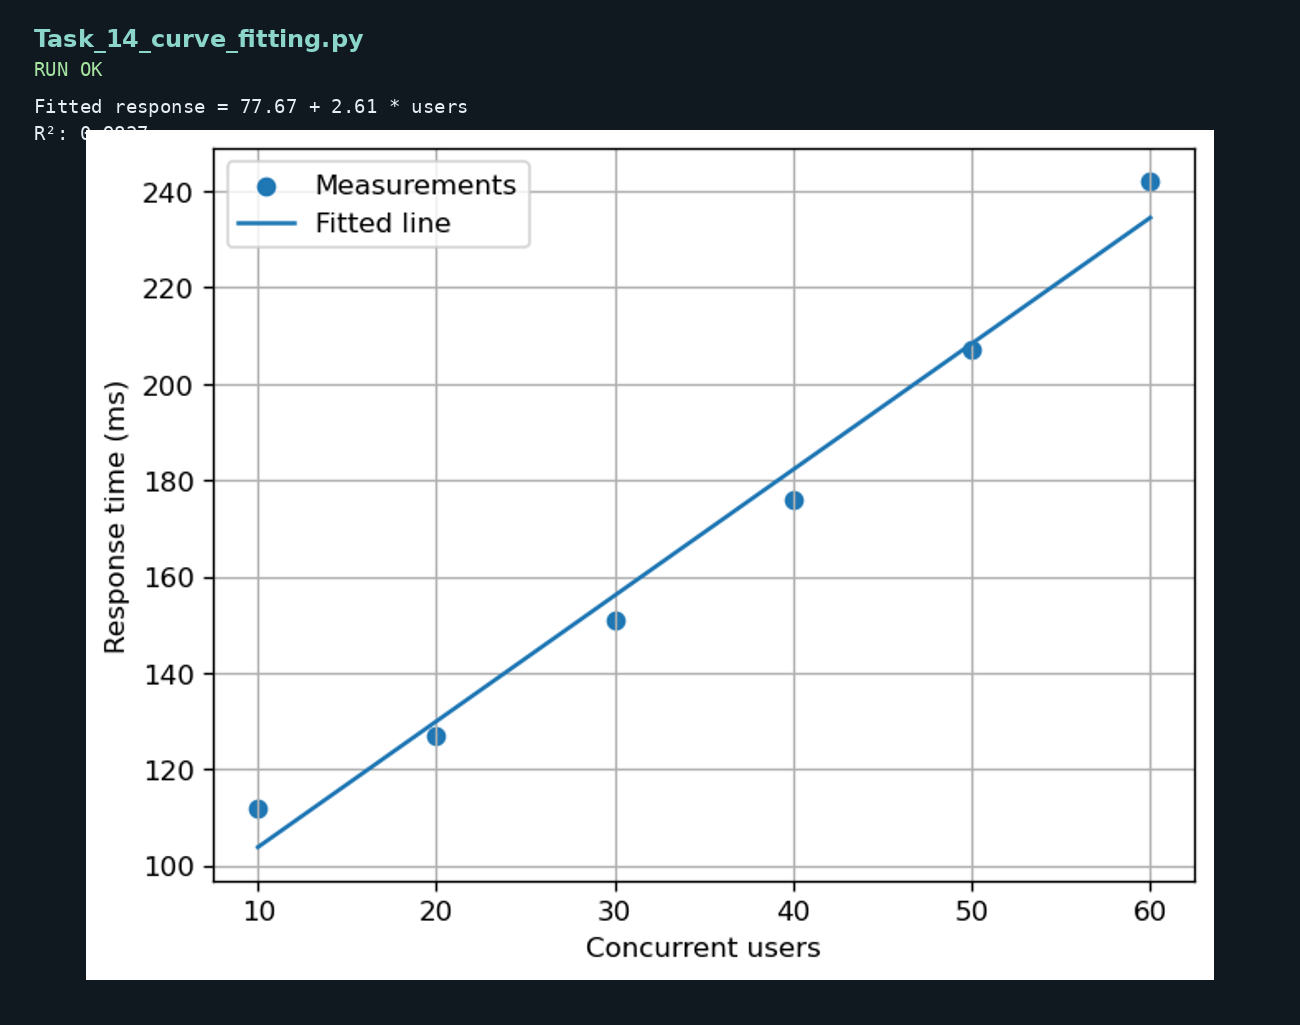 Task_14_curve_fitting.py
RUN OK
Fitted response = 77.67 + 2.61 * users
R²:
Measurements
Fitted line
240
220
200
180
160
140
120
100
Response time (ms)
10 20 30 40 50 60
Concurrent users